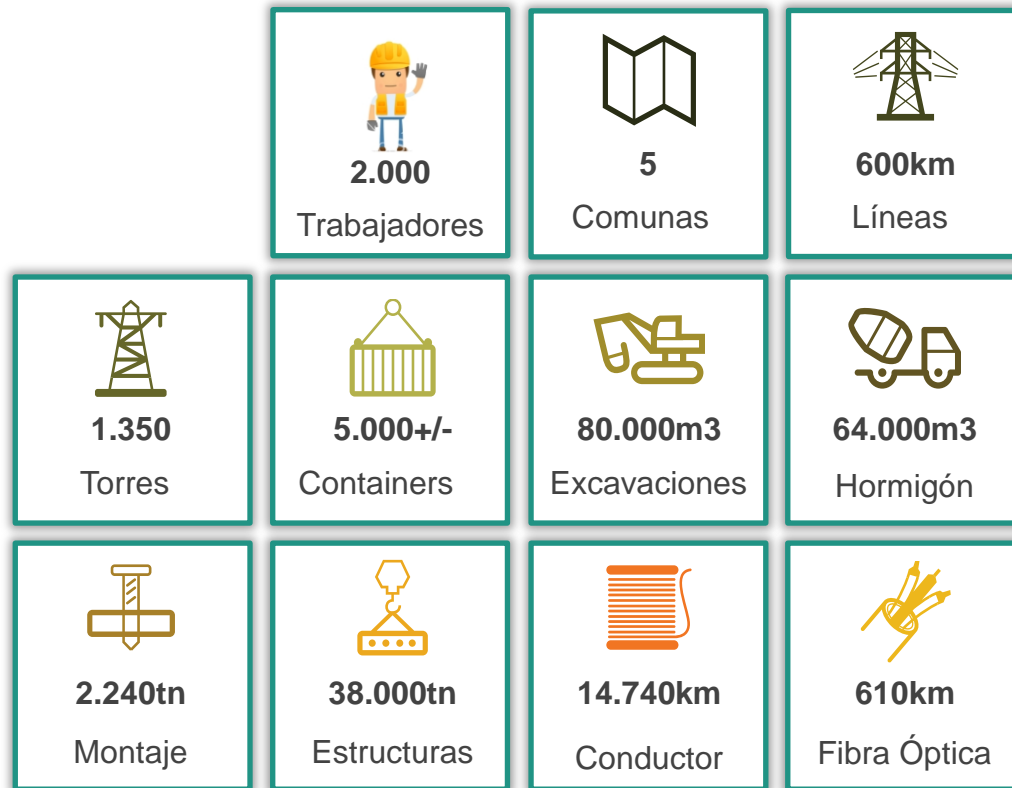 2.000
Trabajadores
5
Comunas
600km
Líneas
1.350
Torres
5.000+/-
Containers
80.000m3
Excavaciones
64.000m3
Hormigón
2.240tn
Montaje
38.000tn
Estructuras
14.740km
Conductor
610km
Fibra Óptica